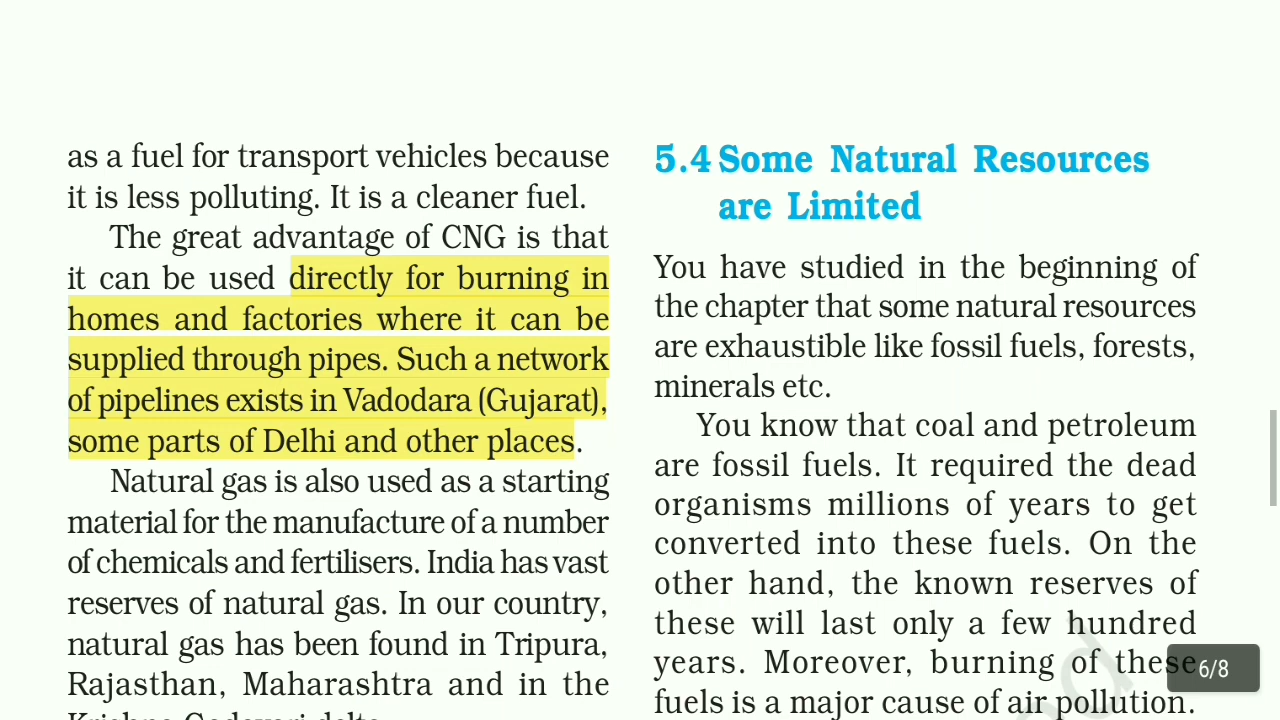 as a fuel for transport vehicles because
it is less polluting. It is a cleaner fuel.
The great advantage of CNG is that
it can be used directly for burning in
homes and factories where it can be
supplied through pipes. Such a network
of pipelines exists in Vadodara (Gujarat),
some parts of Delhi and other places.
Natural gas is also used as a starting
material for the manufacture of a number
of chemicals and fertilisers. India has vast
reserves of natural gas. In our country,
natural gas has been found in Tripura,
Rajasthan, Maharashtra and in the
Krishna Godavari delta.
5.4 Some Natural Resources
are Limited
You have studied in the beginning of
the chapter that some natural resources
are exhaustible like fossil fuels, forests,
minerals etc.
You know that coal and petroleum
are fossil fuels. It required the dead
organisms millions of years to get
converted into these fuels. On the
other hand, the known reserves of
these will last only a few hundred
years. Moreover, burning of these
fuels is a major cause of air pollution.
6/8